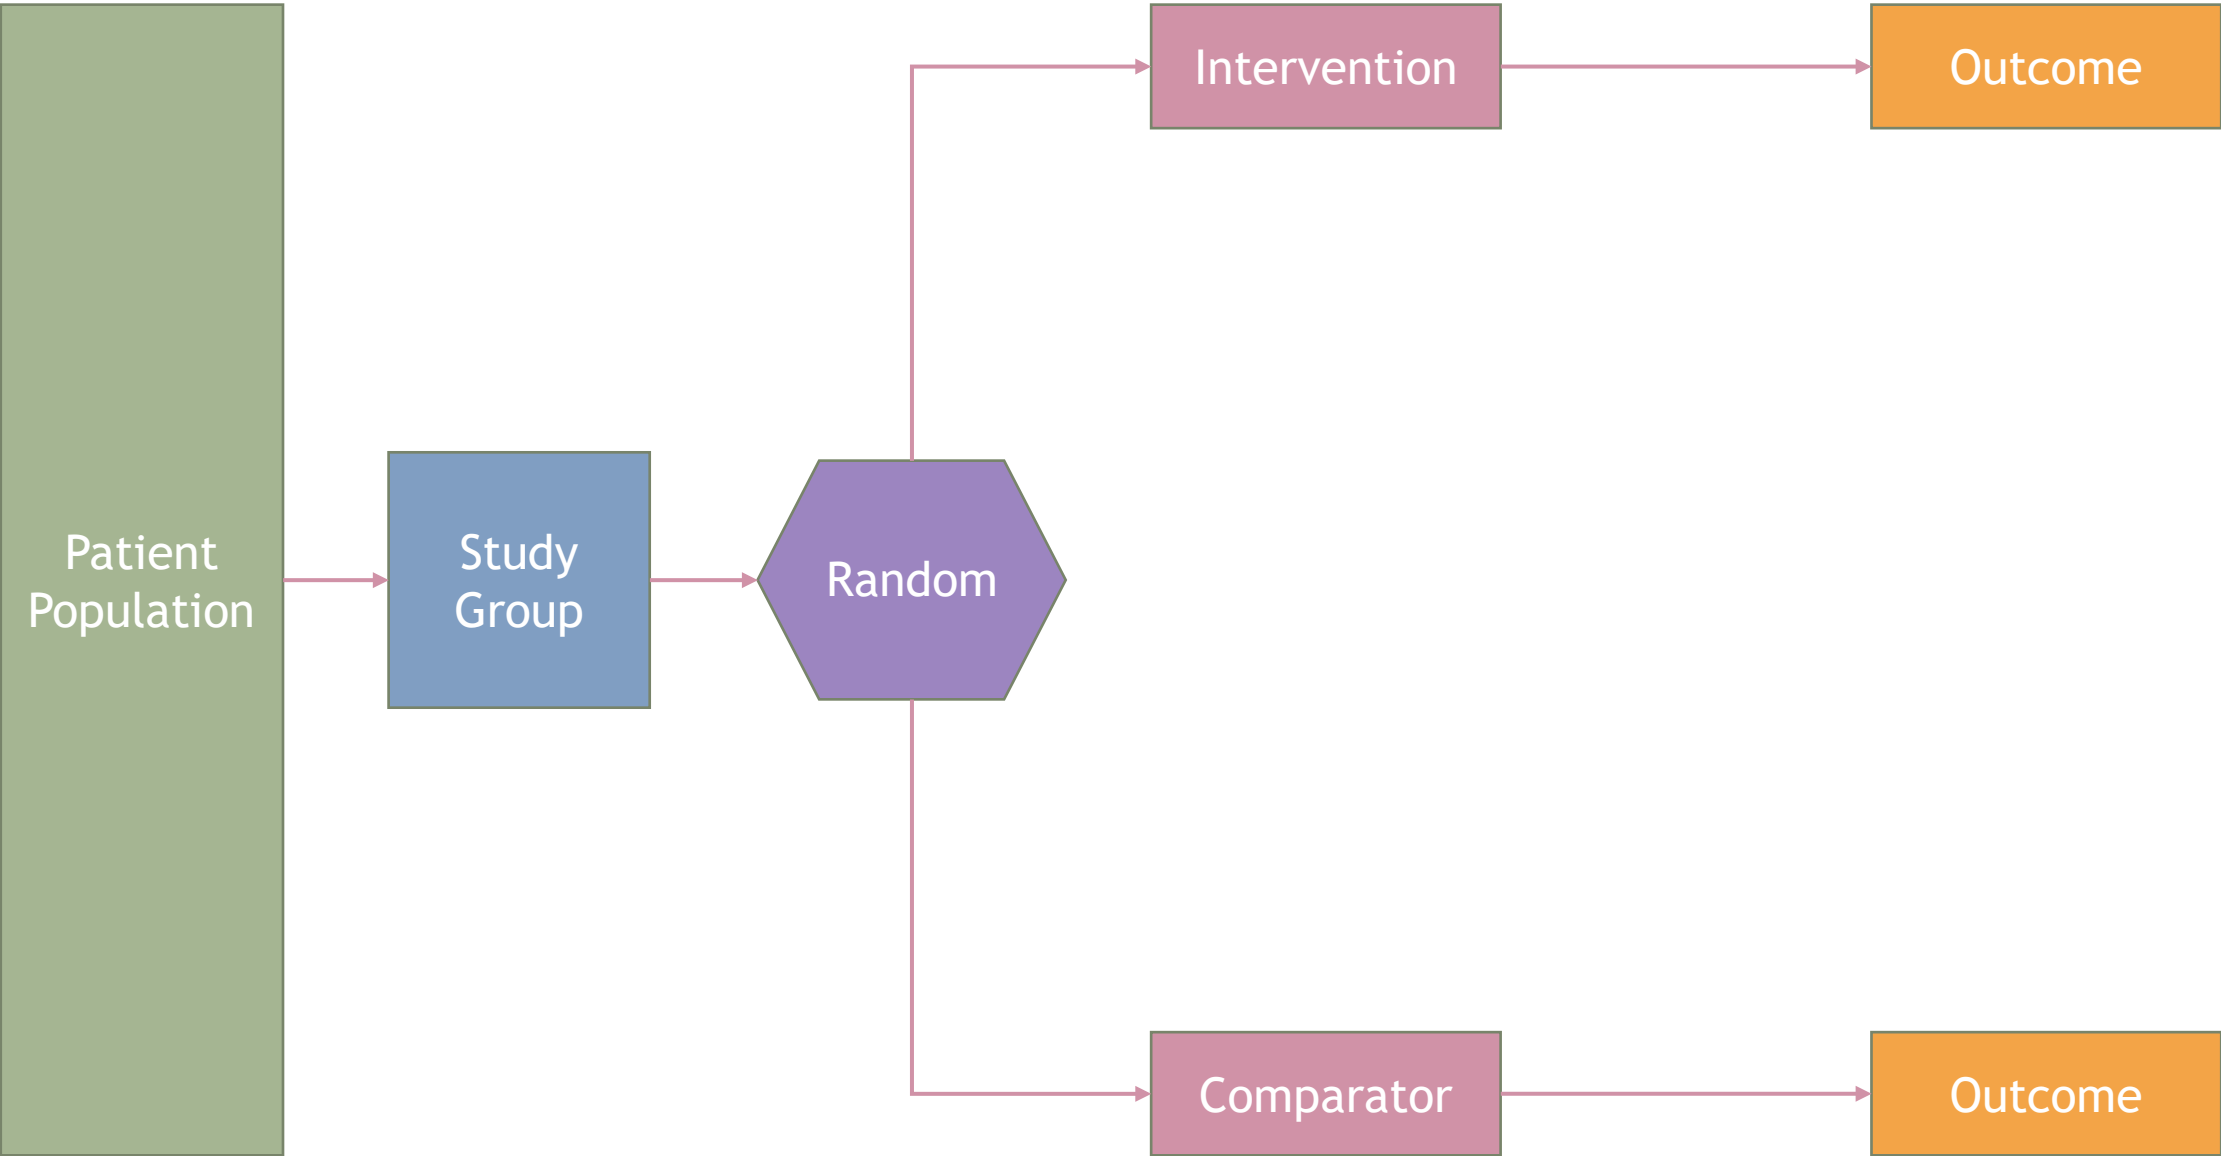 Patient
Population
Study
Group
Random
Intervention
Outcome
Comparator
Outcome